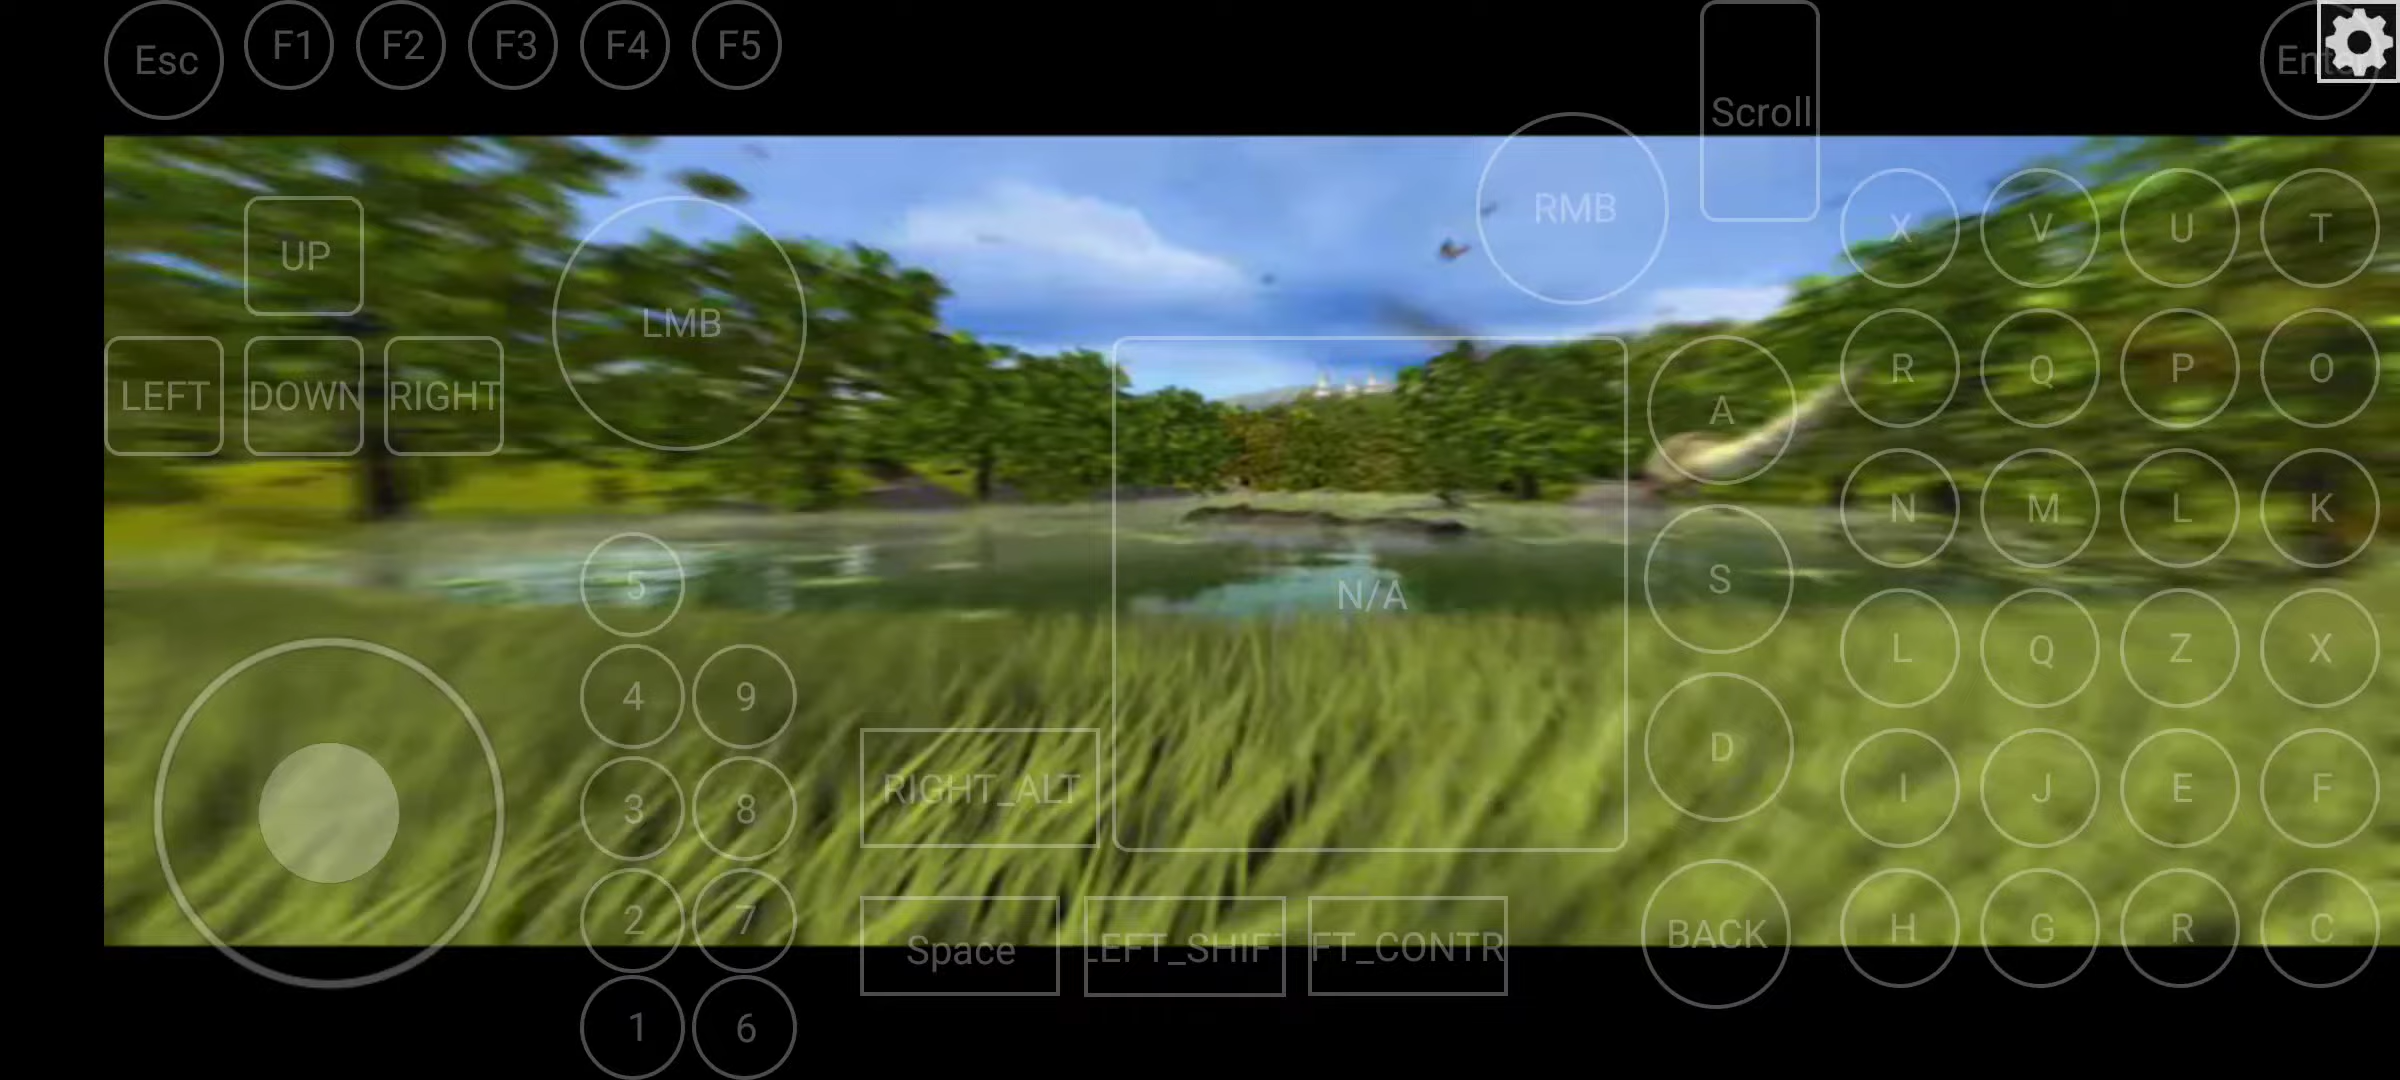 Esc F1 F2 F3 F4 F5 Scroll
RMB X V U T
UP LMB
LEFT DOWN RIGHT A R Q P O
N M L K
5 N/A S
4 9 L Q Z X
RIGHT_ALT D
3 8 I J E F
2 7 Space LEFT_SHIF FT_CONTR BACK H G R C
1 6